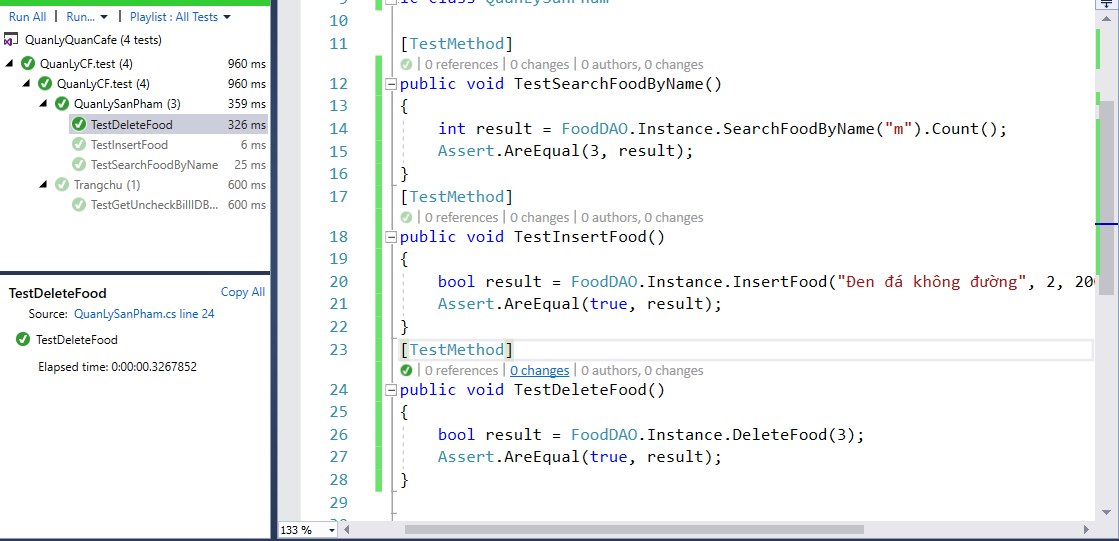 Run All | Run... | Playlist : All Tests
QuanLyQuanCafe (4 tests)
QuanLyCF.test (4) 960 ms
QuanLyCF.test (4) 960 ms
QuanLySanPham (3) 359 ms
TestDeleteFood 326 ms
TestInsertFood 6 ms
TestSearchFoodByName 25 ms
Trangchu (1) 600 ms
TestGetUncheckBillIDB... 600 ms
TestDeleteFood Copy All
Source: QuanLySanPham.cs line 24
TestDeleteFood
Elapsed time: 0:00:00.3267852
10
11 [TestMethod]
| 0 references | 0 changes | 0 authors, 0 changes
12 public void TestSearchFoodByName()
13 {
14 int result = FoodDAO.Instance.SearchFoodByName("m").Count();
15 Assert.AreEqual(3, result);
16 }
17 [TestMethod]
| 0 references | 0 changes | 0 authors, 0 changes
18 public void TestInsertFood()
19 {
20 bool result = FoodDAO.Instance.InsertFood("Đen đá không đường", 2, 200
21 Assert.AreEqual(true, result);
22 }
23 [TestMethod]
| 0 references | 0 changes | 0 authors, 0 changes
24 public void TestDeleteFood()
25 {
26 bool result = FoodDAO.Instance.DeleteFood(3);
27 Assert.AreEqual(true, result);
28 }
29
133 %